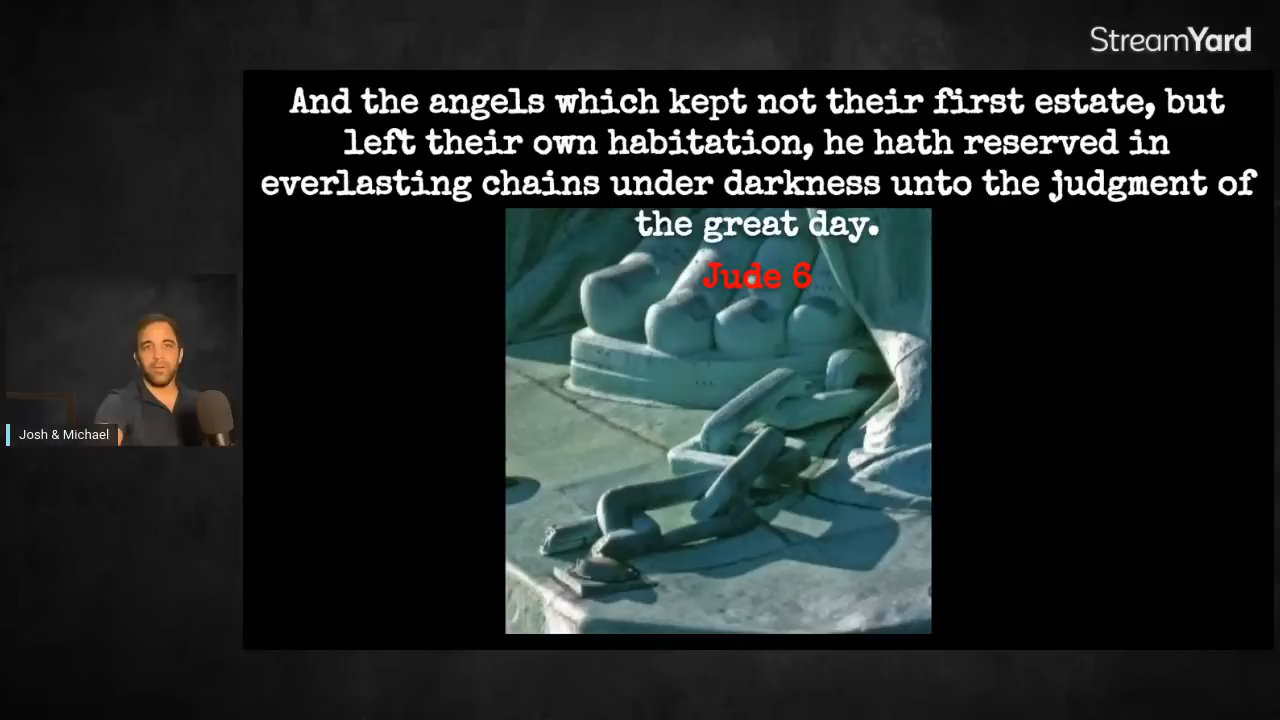 StreamYard
And the angels which kept not their first estate, but
left their own habitation, he hath reserved in
everlasting chains under darkness unto the judgment of
the great day.
Jude 6
Josh & Michael